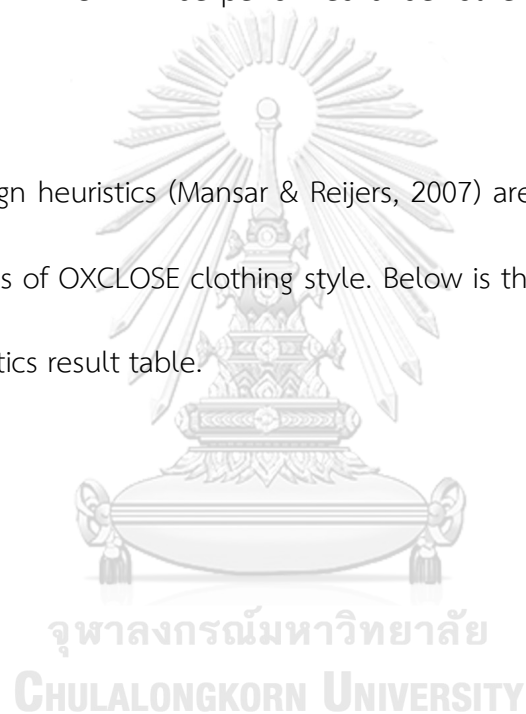 gn heuristics (Mansar & Reijers, 2007) are
s of OXCLOSE clothing style. Below is th
tics result table.
จุฬาลงกรณ์มหาวิทยาลัย
CHULALONGKORN UNIVERSITY